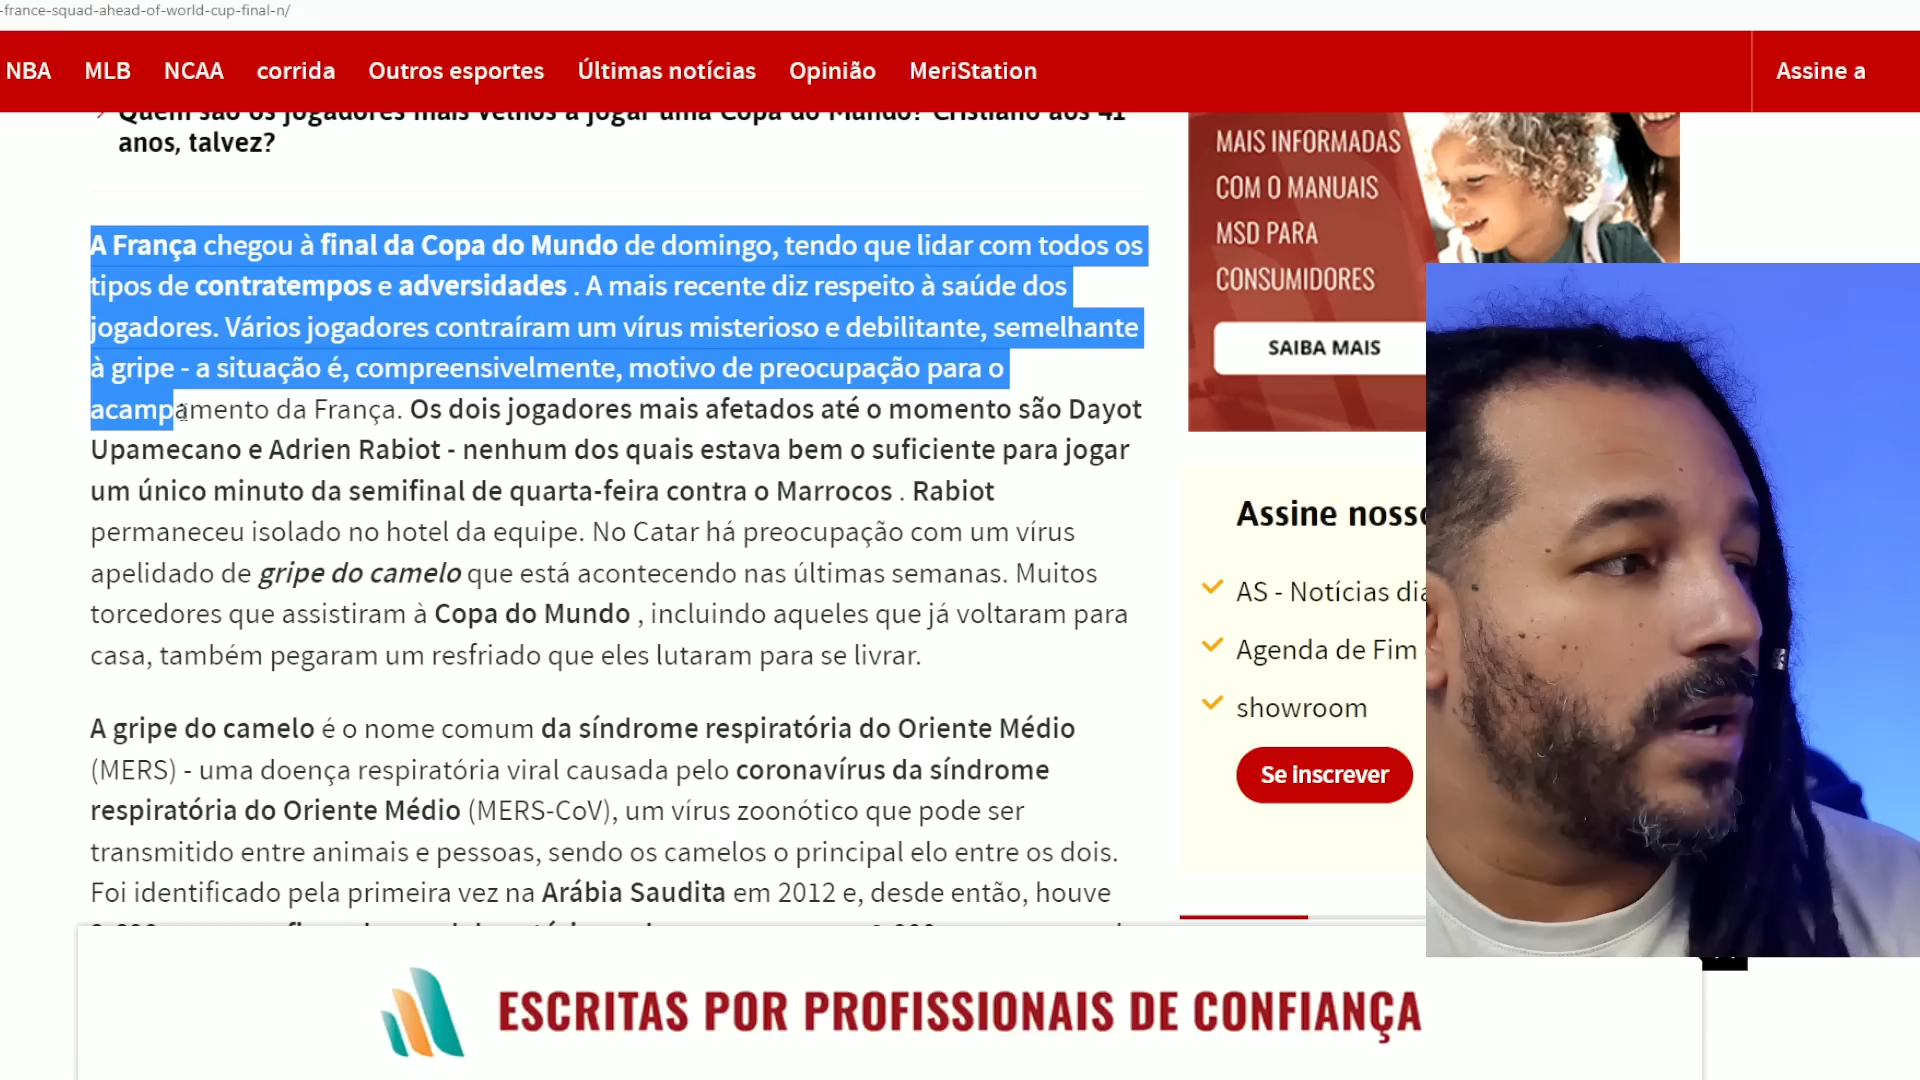 -france-squad-ahead-of-world-cup-final-n/
NBA MLB NCAA corrida Outros esportes Últimas notícias Opinião MeriStation Assine a
Quem são os jogadores mais velhos a jogar uma Copa do Mundo? Cristiano aos 41
anos, talvez?
MAIS INFORMADAS
COM O MANUAIS
MSD PARA
CONSUMIDORES
SAIBA MAIS
A França chegou à final da Copa do Mundo de domingo, tendo que lidar com todos os
tipos de contratempos e adversidades . A mais recente diz respeito à saúde dos
jogadores. Vários jogadores contraíram um vírus misterioso e debilitante, semelhante
à gripe - a situação é, compreensivelmente, motivo de preocupação para o
acampamento da França. Os dois jogadores mais afetados até o momento são Dayot
Upamecano e Adrien Rabiot - nenhum dos quais estava bem o suficiente para jogar
um único minuto da semifinal de quarta-feira contra o Marrocos . Rabiot
permaneceu isolado no hotel da equipe. No Catar há preocupação com um vírus
apelidado de gripe do camelo que está acontecendo nas últimas semanas. Muitos
torcedores que assistiram à Copa do Mundo , incluindo aqueles que já voltaram para
casa, também pegaram um resfriado que eles lutaram para se livrar.
A gripe do camelo é o nome comum da síndrome respiratória do Oriente Médio
(MERS) - uma doença respiratória viral causada pelo coronavírus da síndrome
respiratória do Oriente Médio (MERS-CoV), um vírus zoonótico que pode ser
transmitido entre animais e pessoas, sendo os camelos o principal elo entre os dois.
Foi identificado pela primeira vez na Arábia Saudita em 2012 e, desde então, houve
Assine nosso
AS - Notícias diá
Agenda de Fim
showroom
Se inscrever
ESCRITAS POR PROFISSIONAIS DE CONFIANÇA